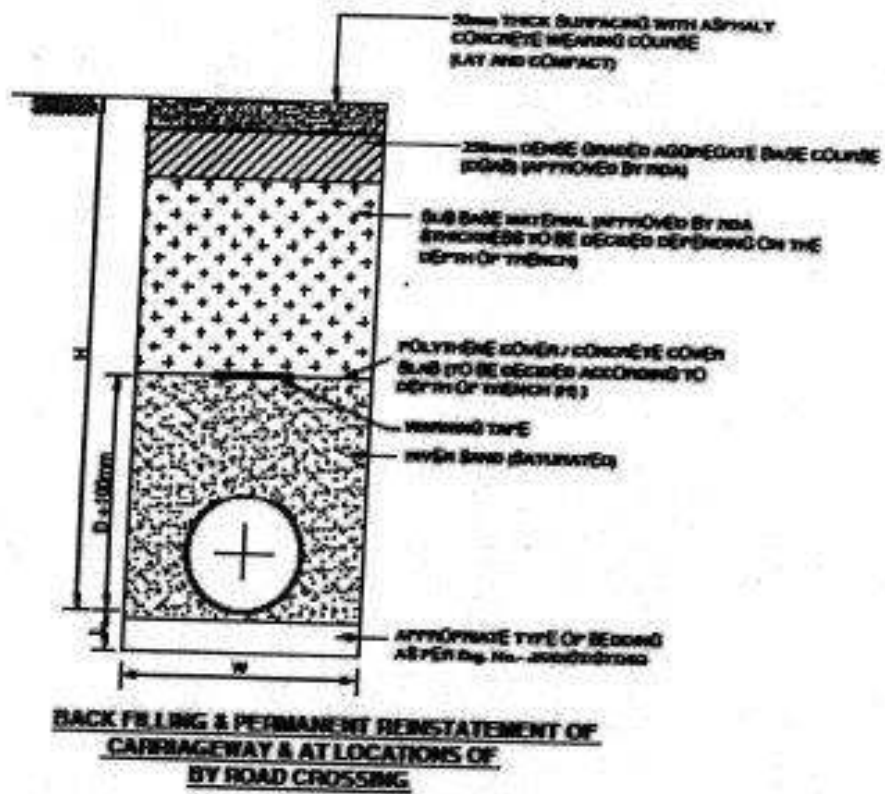 THICK SURFACING WITH ASPHALT
CONCRETE WEARING COURSE
(LAY AND COMPACT)
DENSE GRADED AGGREGATE BASE COURSE
(DGAB) (APPROVED BY RDA)
SUB BASE MATERIAL (APPROVED BY RDA
THICKNESS TO BE DECIDED DEPENDING ON THE
DEPTH OF TRENCH)
POLYTHENE COVER / CONCRETE COVER
SLAB (TO BE DECIDED ACCORDING TO
DEPTH OF TRENCH (H).)
WARNING TAPE
RIVER SAND (SATURATED)
H
D + 100mm
APPROPRIATE TYPE OF BEDDING
AS PER Drg. No.-
W
BACK FILLING & PERMANENT REINSTATEMENT OF
CARRIAGEWAY & AT LOCATIONS OF
BY ROAD CROSSING